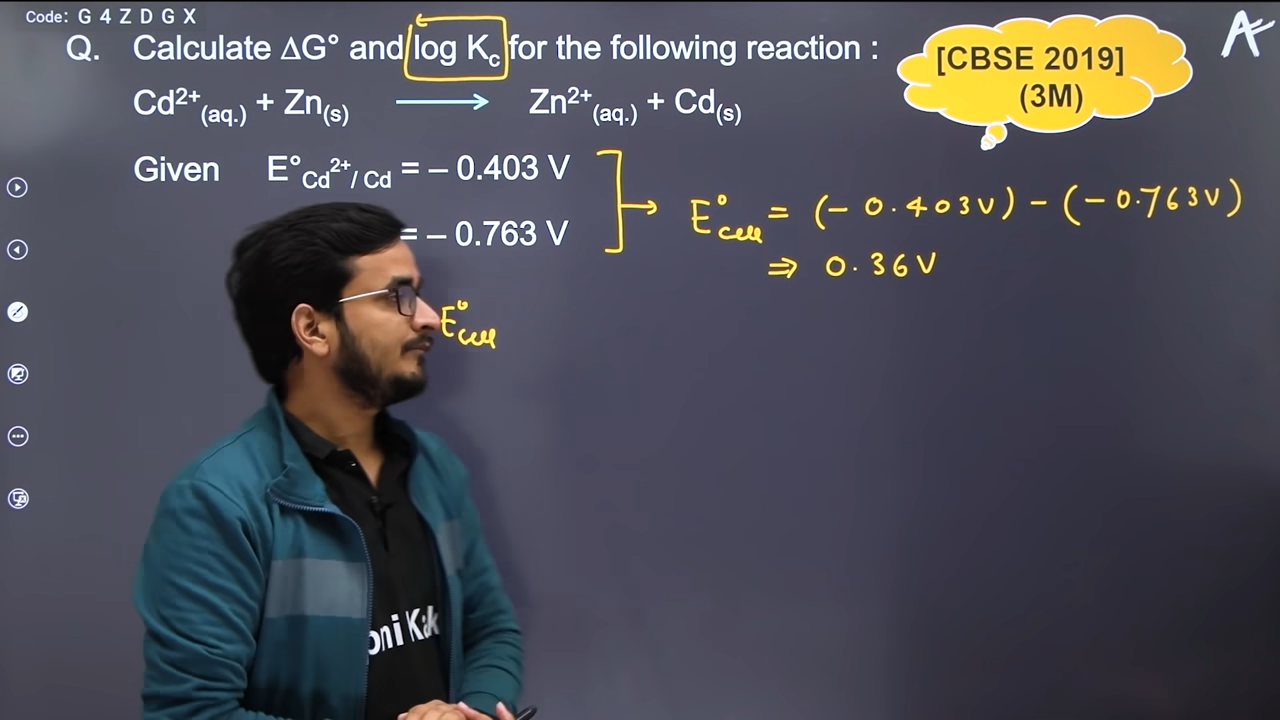 Code: G 4 Z D G X
Q. Calculate ΔG° and log Kc for the following reaction :
[CBSE 2019]
(3M)
Cd²⁺(aq.) + Zn(s) ⟶ Zn²⁺(aq.) + Cd(s)
Given E°Cd²⁺/Cd = – 0.403 V
= – 0.763 V
E°cell = (– 0.403V) – (– 0.763V)
⇒ 0.36V
E°cell
oni Kak